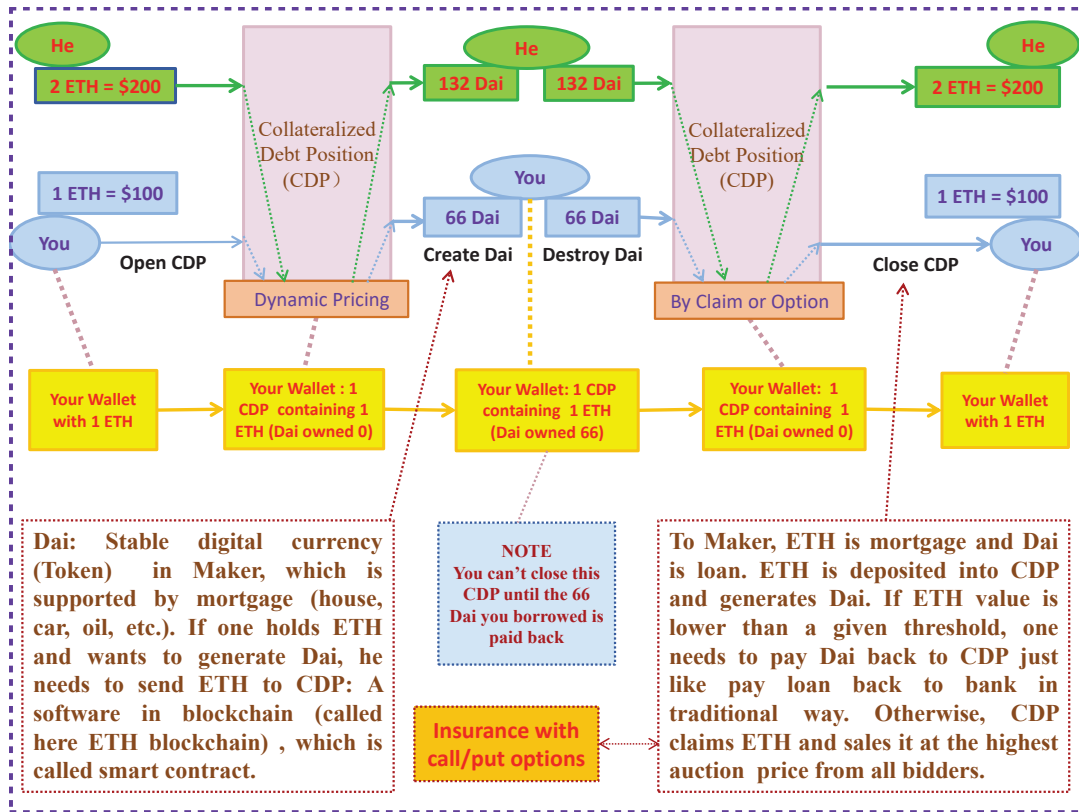 He
2 ETH = $200
Collateralized
Debt Position
(CDP）
132 Dai
He
132 Dai
Collateralized
Debt Position
(CDP)
He
2 ETH = $200
1 ETH = $100
You
Open CDP
Dynamic Pricing
66 Dai
Create Dai
You
66 Dai
Destroy Dai
By Claim or Option
1 ETH = $100
You
Close CDP
Your Wallet
with 1 ETH
Your Wallet : 1
CDP containing 1
ETH (Dai owned 0)
Your Wallet: 1 CDP
containing 1 ETH
(Dai owned 66)
Your Wallet: 1
CDP containing 1
ETH (Dai owned 0)
Your Wallet
with 1 ETH
Dai: Stable digital currency
(Token) in Maker, which is
supported by mortgage (house,
car, oil, etc.). If one holds ETH
and wants to generate Dai, he
needs to send ETH to CDP: A
software in blockchain (called
here ETH blockchain) , which is
called smart contract.
NOTE
You can't close this
CDP until the 66
Dai you borrowed is
paid back
Insurance with
call/put options
To Maker, ETH is mortgage and Dai
is loan. ETH is deposited into CDP
and generates Dai. If ETH value is
lower than a given threshold, one
needs to pay Dai back to CDP just
like pay loan back to bank in
traditional way. Otherwise, CDP
claims ETH and sales it at the highest
auction price from all bidders.